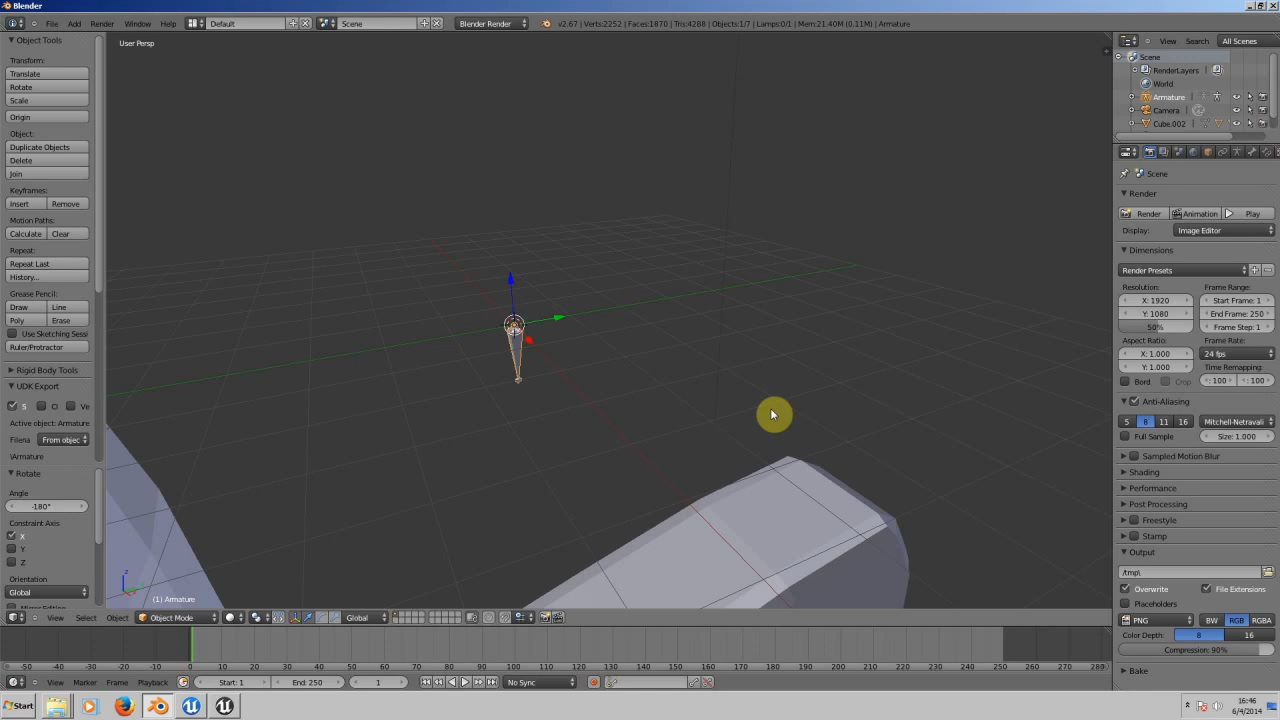 Blender
File Add Render Window Help Default Scene Blender Render v2.67 | Verts:2252 | Faces:1870 | Tris:4288 | Objects:1/7 | Lamps:0/1 | Mem:21.40M (0.11M) | Armature
Object Tools
Transform:
Translate
Rotate
Scale
Origin
Object:
Duplicate Objects
Delete
Join
Keyframes:
Insert Remove
Motion Paths:
Calculate Clear
Repeat:
Repeat Last
History...
Grease Pencil:
Draw Line
Poly Erase
Use Sketching Sessi
Ruler/Protractor
Rigid Body Tools
UDK Export
S Cl Ve
Active object: Armature
Filena From objec
\Armature
Rotate
Angle
-180°
Constraint Axis
X
Y
Z
Orientation
Global
User Persp
z
(1) Armature
View Select Object Object Mode Global
View Search All Scenes
Scene
RenderLayers
World
Armature
Camera
Cube.002
Scene
Render
Render Animation Play
Display: Image Editor
Dimensions
Render Presets
Resolution: Frame Range:
X: 1920 Start Frame: 1
Y: 1080 End Frame: 250
50% Frame Step: 1
Aspect Ratio: Frame Rate:
X: 1.000 24 fps
Y: 1.000 Time Remapping:
Bord Crop : 100 : 100
Anti-Aliasing
5 8 11 16 Mitchell-Netravali
Full Sample Size: 1.000
Sampled Motion Blur
Shading
Performance
Post Processing
Freestyle
Stamp
Output
/tmp\
Overwrite File Extensions
Placeholders
PNG BW RGB RGBA
Color Depth: 8 16
Compression: 90%
Bake
-50 -40 -30 -20 -10 0 10 20 30 40 50 60 70 80 90 100 110 120 130 140 150 160 170 180 190 200 210 220 230 240 250 260 270 280
View Marker Frame Playback Start: 1 End: 250 1 No Sync
Start
16:46
6/4/2014